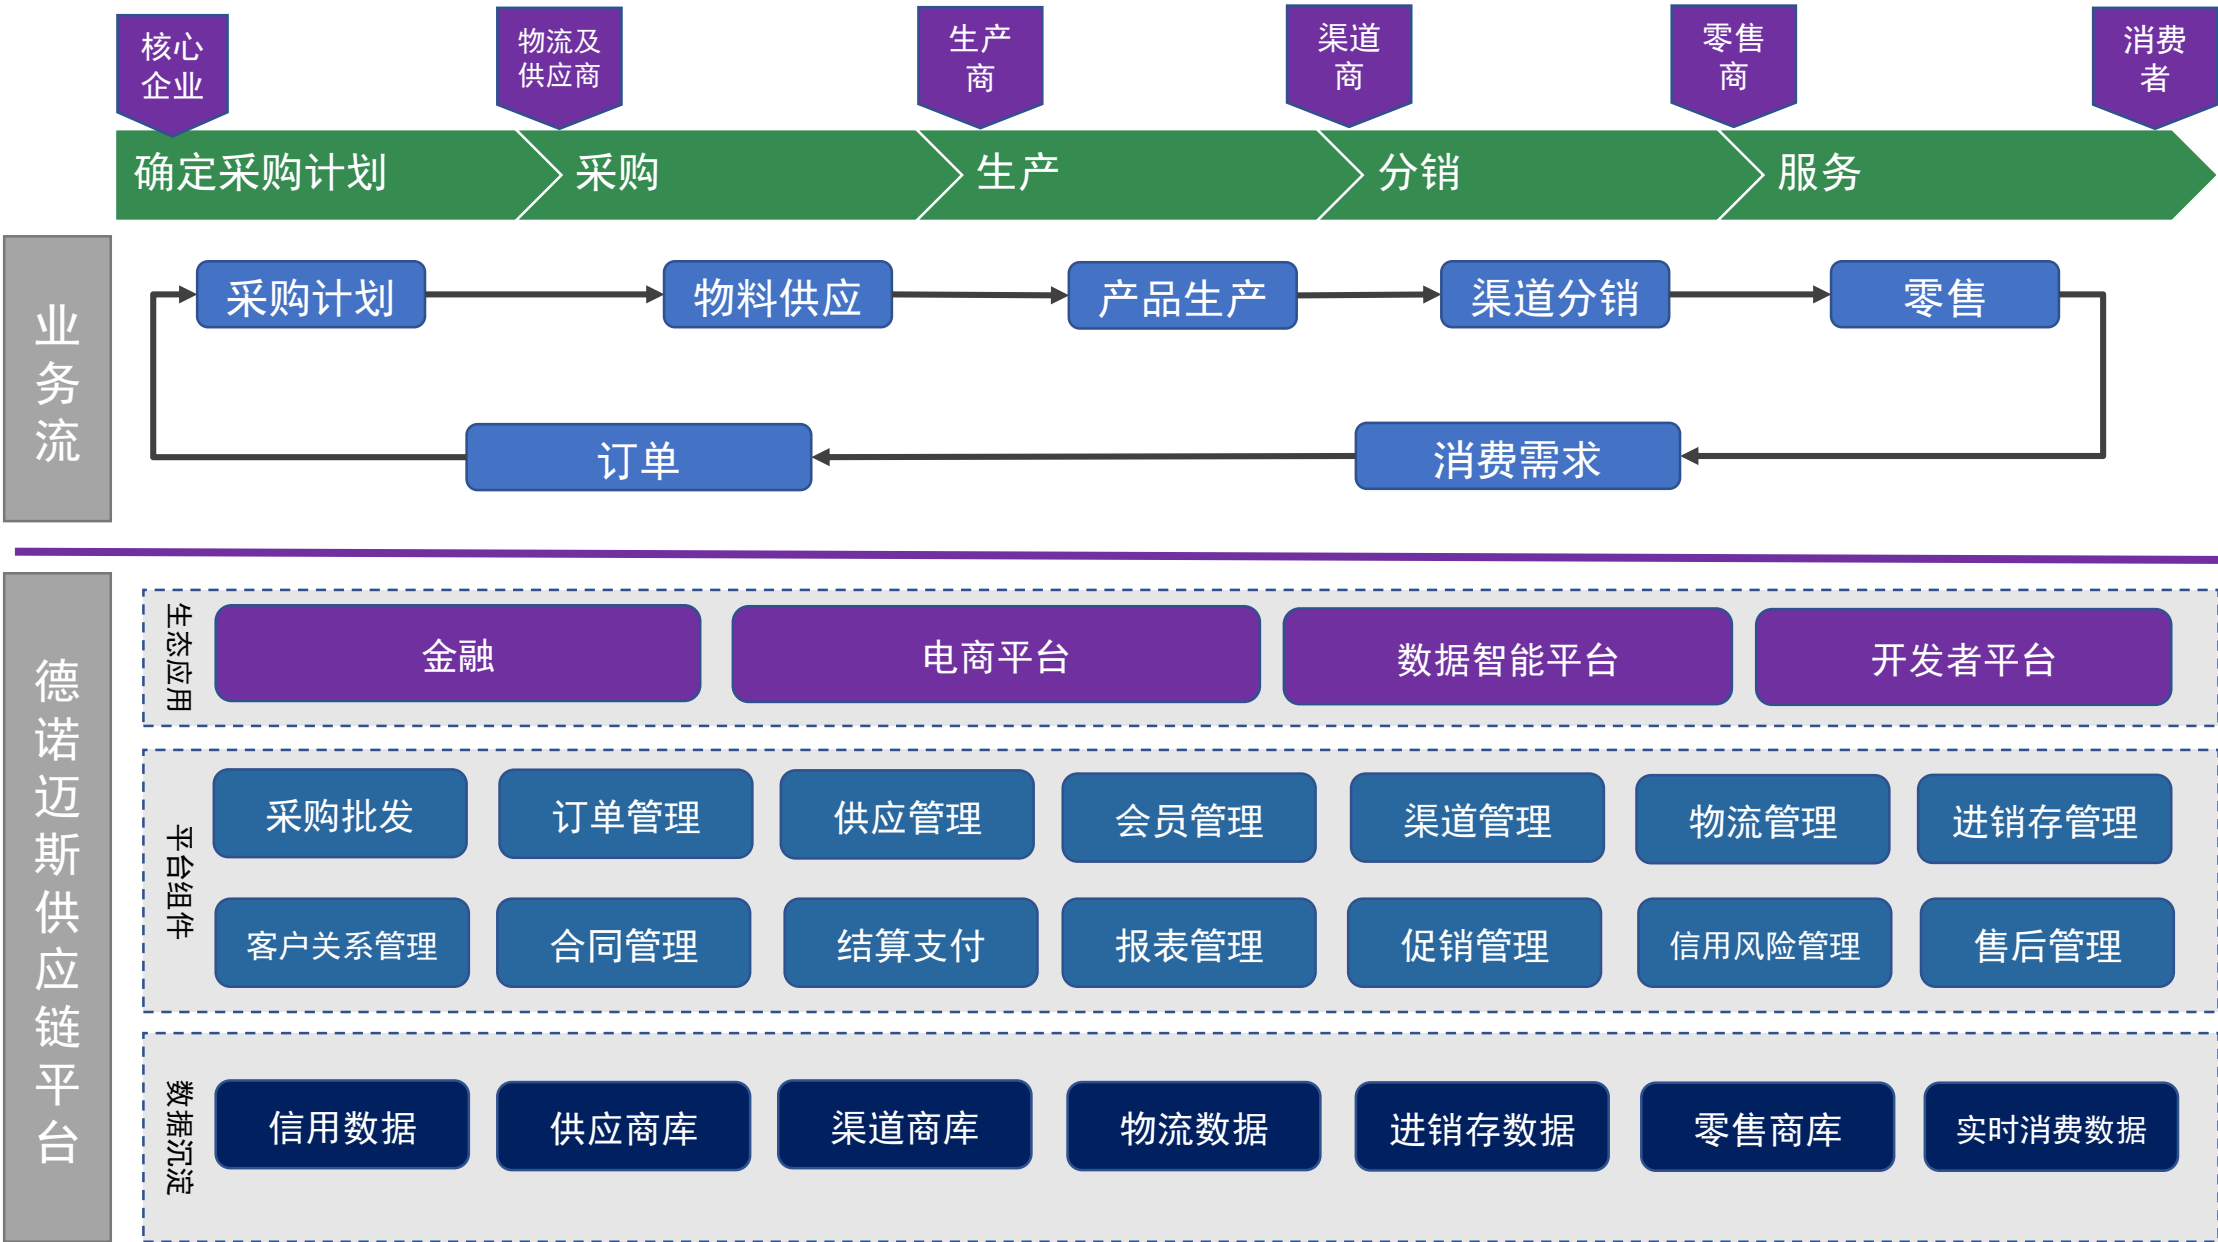 核心
企业
物流及
供应商
生产
商
渠道
商
零售
商
消费
者
确定采购计划
采购
生产
分销
服务
业务流
采购计划
物料供应
产品生产
渠道分销
零售
订单
消费需求
德诺迈斯供应链平台
生态应用
金融
电商平台
数据智能平台
开发者平台
平台组件
采购批发
订单管理
供应管理
会员管理
渠道管理
物流管理
进销存管理
客户关系管理
合同管理
结算支付
报表管理
促销管理
信用风险管理
售后管理
数据沉淀
信用数据
供应商库
渠道商库
物流数据
进销存数据
零售商库
实时消费数据